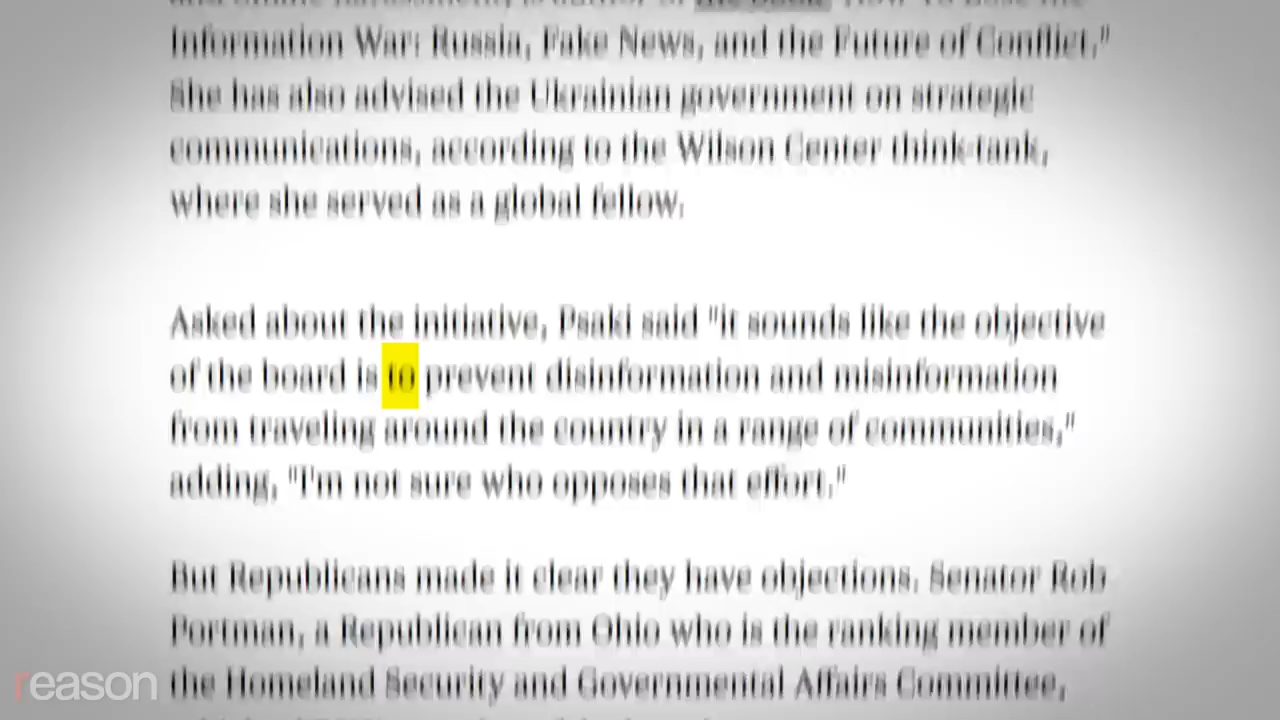 Information War: Russia, Fake News, and the Future of Conflict."
She has also advised the Ukrainian government on strategic
communications, according to the Wilson Center think-tank,
where she served as a global fellow.
Asked about the initiative, Psaki said "it sounds like the objective
of the board is to prevent disinformation and misinformation
from traveling around the country in a range of communities,"
adding, "I'm not sure who opposes that effort."
But Republicans made it clear they have objections. Senator Rob
Portman, a Republican from Ohio who is the ranking member of
the Homeland Security and Governmental Affairs Committee,
reason